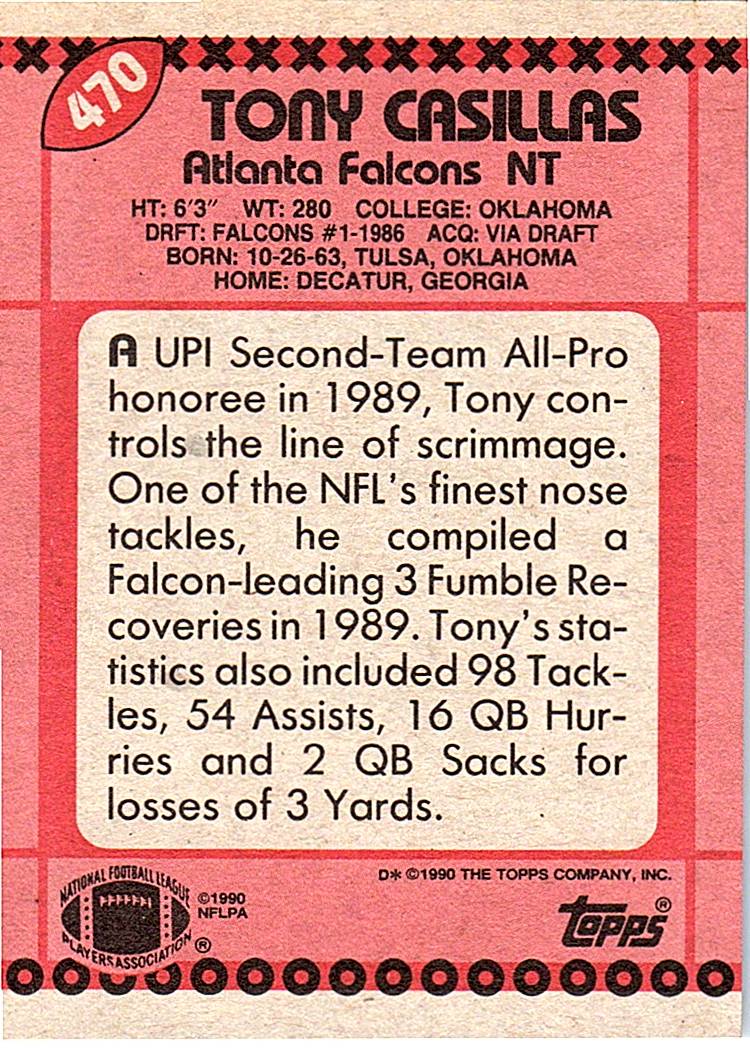 470
TONY CASILLAS
Atlanta Falcons NT
HT: 6'3" WT: 280 COLLEGE: OKLAHOMA
DRFT: FALCONS #1-1986 ACQ: VIA DRAFT
BORN: 10-26-63, TULSA, OKLAHOMA
HOME: DECATUR, GEORGIA
A UPI Second-Team All-Pro
honoree in 1989, Tony con-
trols the line of scrimmage.
One of the NFL's finest nose
tackles, he compiled a
Falcon-leading 3 Fumble Re-
coveries in 1989. Tony's sta-
tistics also included 98 Tack-
les, 54 Assists, 16 QB Hur-
ries and 2 QB Sacks for
losses of 3 Yards.
D* ©1990 THE TOPPS COMPANY, INC.
NATIONAL FOOTBALL LEAGUE
PLAYERS ASSOCIATION ®
©1990
NFLPA
topps ®